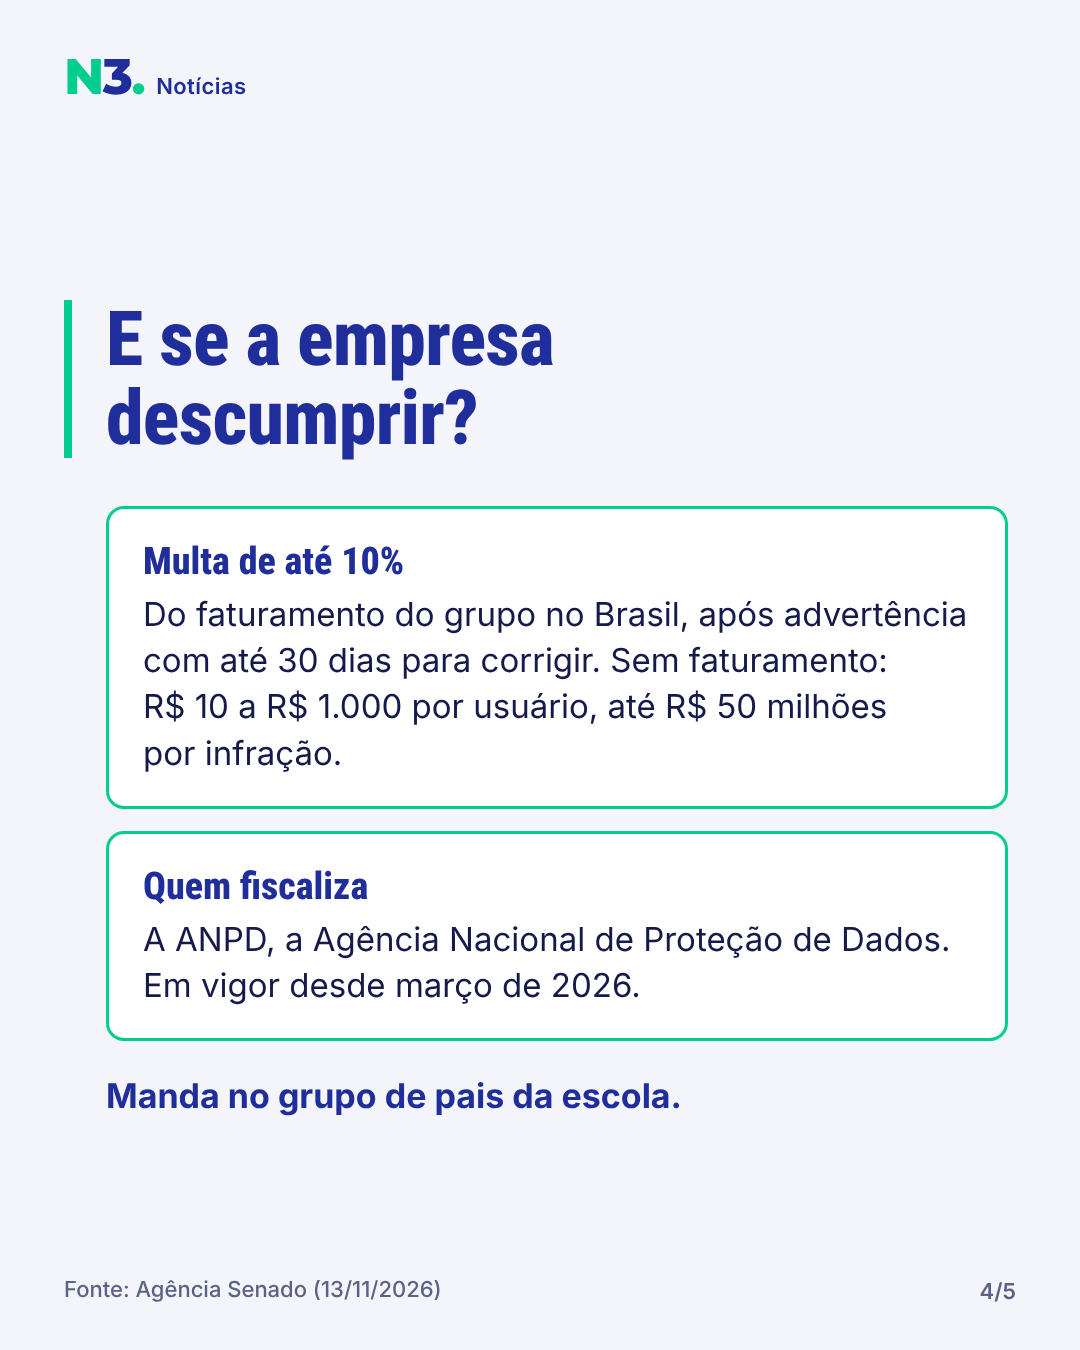 N3. Notícias
E se a empresa
descumprir?
Multa de até 10%
Do faturamento do grupo no Brasil, após advertência
com até 30 dias para corrigir. Sem faturamento:
R$ 10 a R$ 1.000 por usuário, até R$ 50 milhões
por infração.
Quem fiscaliza
A ANPD, a Agência Nacional de Proteção de Dados.
Em vigor desde março de 2026.
Manda no grupo de pais da escola.
Fonte: Agência Senado (13/11/2026)
4/5